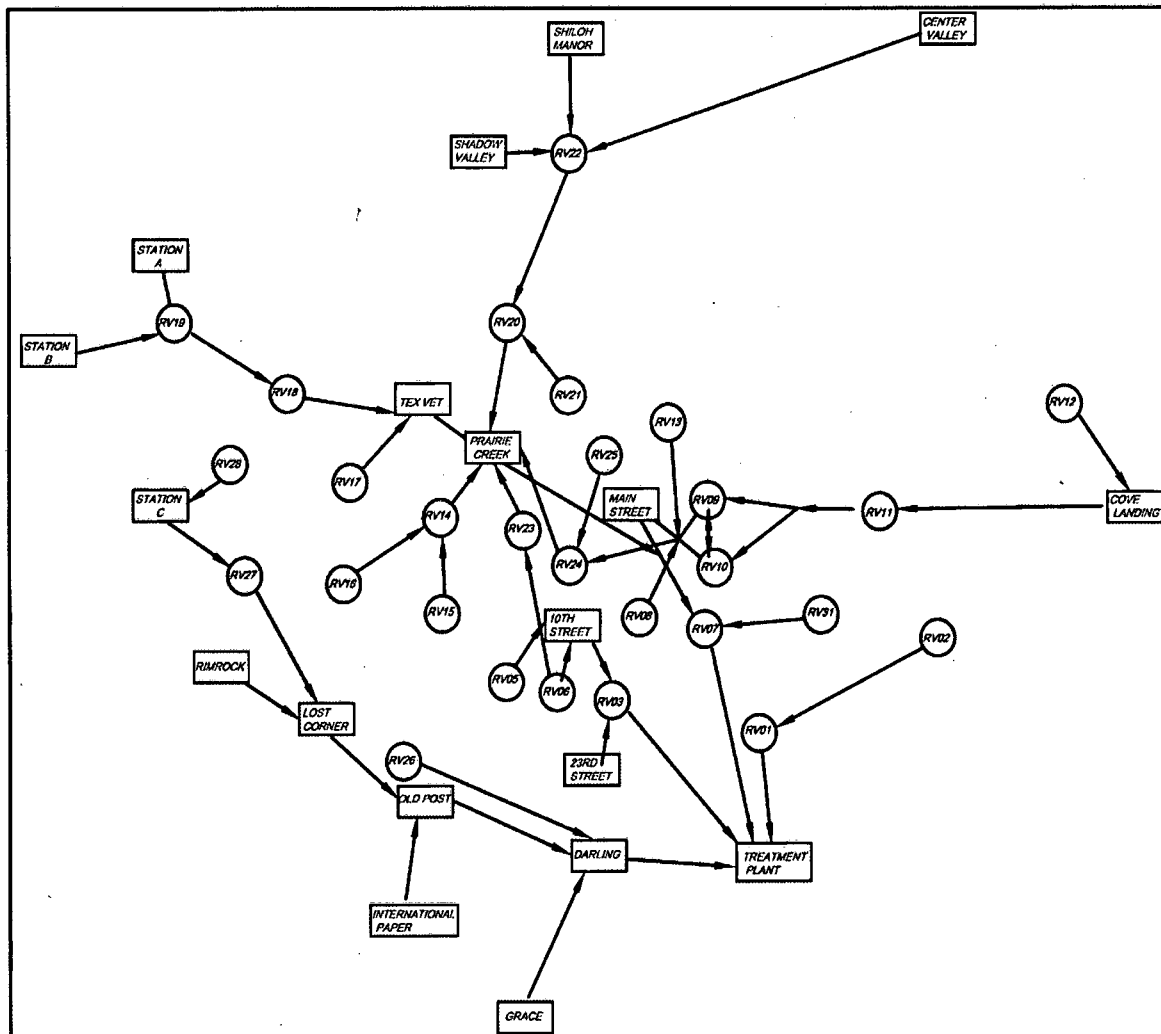 SHILOH
MANOR
CENTER
VALLEY
SHADOW
VALLEY
RV22
STATION
A
RV19
RV20
STATION
B
RV18
TEX VET
RV21
RV12
RV13
PRAIRIE
CREEK
RV25
RV28
RV17
STATION
C
MAIN
STREET
RV09
RV11
COVE
LANDING
RV14
RV23
RV24
RV10
RV27
RV16
RV15
RV08
10TH
STREET
RV07
RV31
RV02
RIMROCK
RV05
RV06
RV03
LOST
CORNER
RV01
RV26
23RD
STREET
OLD POST
DARLING
TREATMENT
PLANT
INTERNATIONAL
PAPER
GRACE